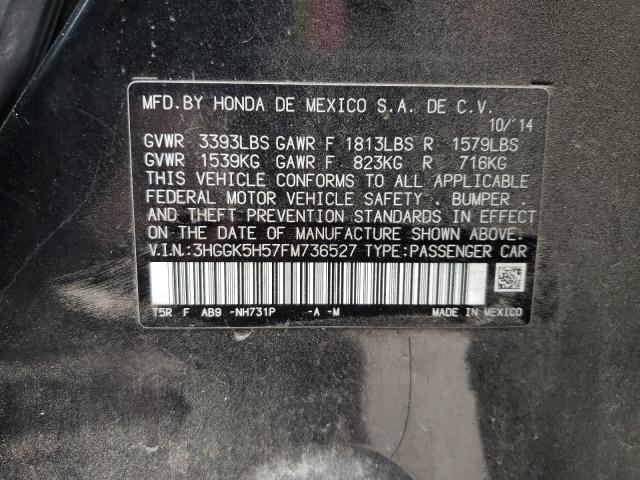 MFD.BY HONDA DE MEXICO S.A. DE C.V.
10/'14
GVWR 3393LBS GAWR F 1813LBS R 1579LBS
GVWR 1539KG GAWR F 823KG R 716KG
THIS VEHICLE CONFORMS TO ALL APPLICABLE
FEDERAL MOTOR VEHICLE SAFETY . BUMPER .
AND THEFT PREVENTION STANDARDS IN EFFECT
ON THE DATE OF MANUFACTURE SHOWN ABOVE.
V.I.N.:3HGGK5H57FM736527 TYPE:PASSENGER CAR
T5R F AB9 -NH731P -A -M MADE IN MEXICO